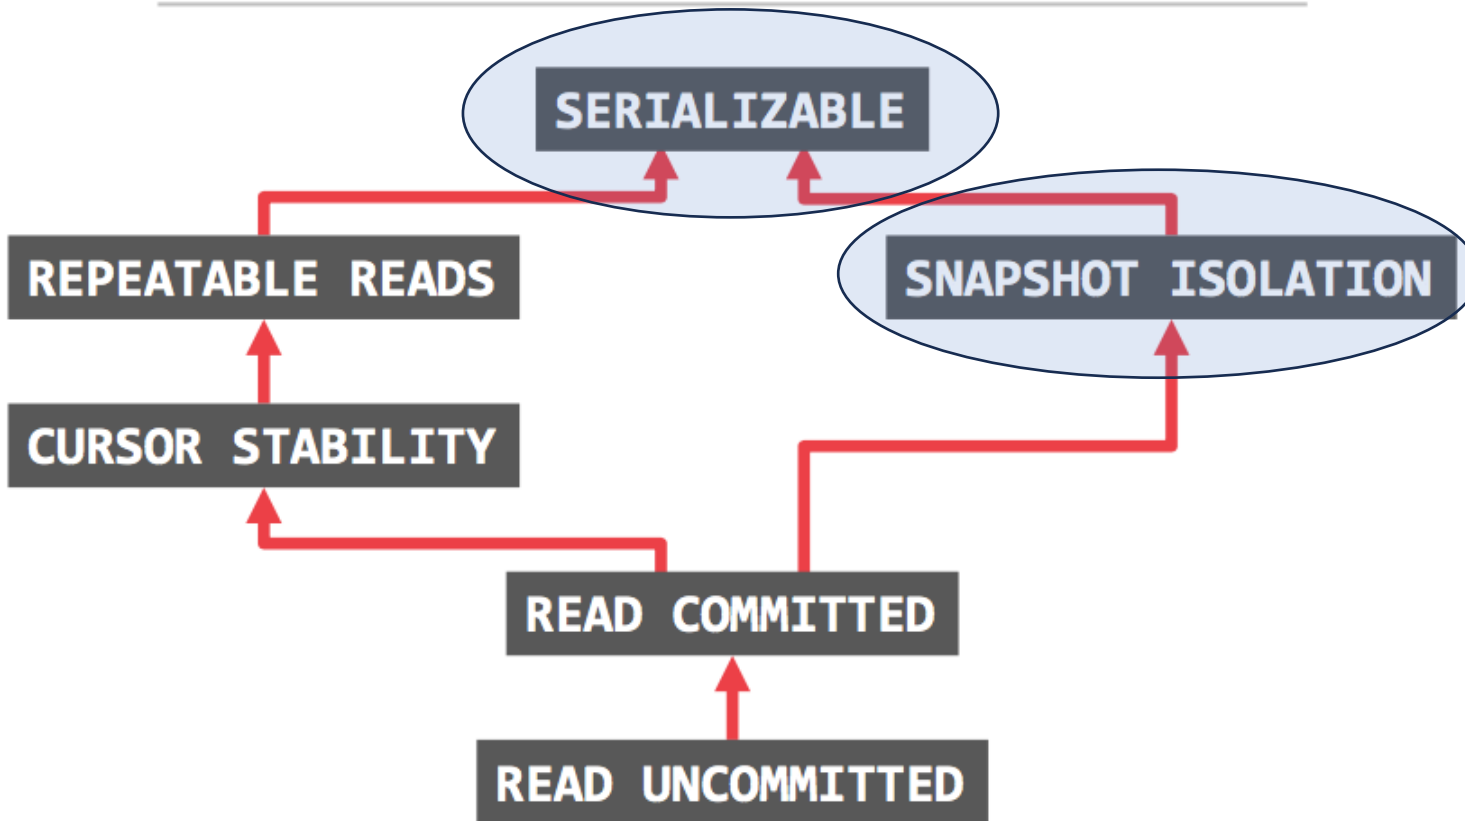 SERIALIZABLE
REPEATABLE READS
SNAPSHOT ISOLATION
CURSOR STABILITY
READ COMMITTED
READ UNCOMMITTED